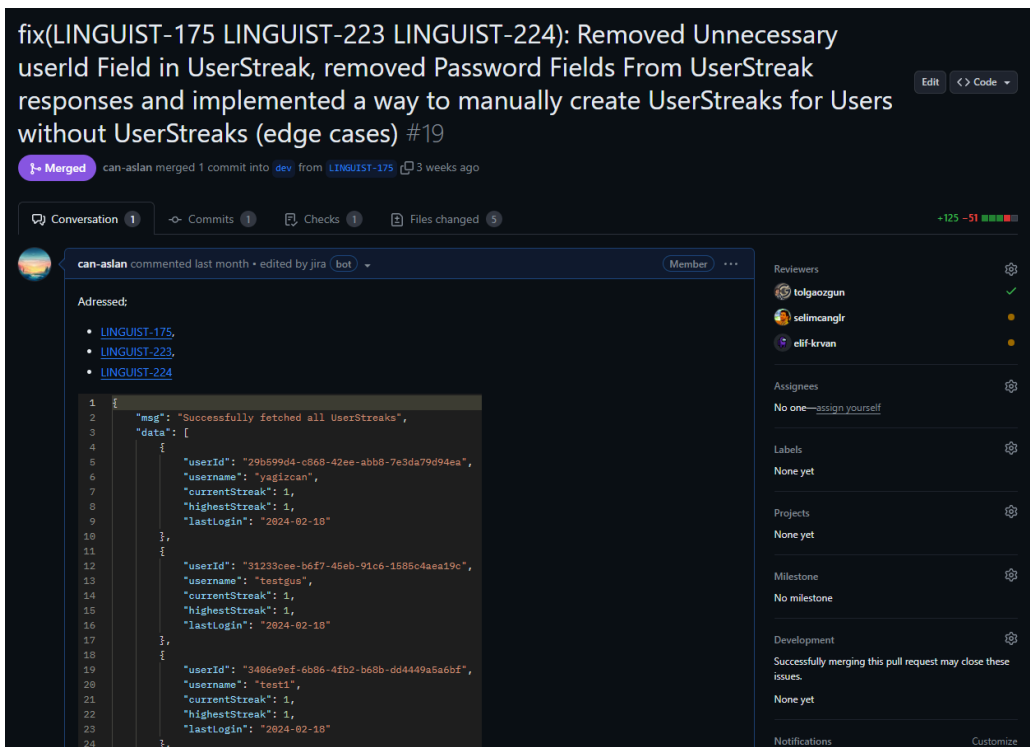 fix(LINGUIST-175 LINGUIST-223 LINGUIST-224): Removed Unnecessary
userId Field in UserStreak, removed Password Fields From UserStreak
responses and implemented a way to manually create UserStreaks for Users
without UserStreaks (edge cases) #19
Edit
<> Code
Merged can-aslan merged 1 commit into dev from LINGUIST-175 3 weeks ago
Conversation 1 Commits 1 Checks 1 Files changed 5
+125 −51
can-aslan commented last month • edited by jira bot
Member
Adressed;
• LINGUIST-175,
• LINGUIST-223,
• LINGUIST-224
1 {
2 "msg": "Successfully fetched all UserStreaks",
3 "data": [
4 {
5 "userId": "29b599d4-c868-42ee-abb8-7e3da79d94ea",
6 "username": "yagizcan",
7 "currentStreak": 1,
8 "highestStreak": 1,
9 "lastLogin": "2024-02-18"
10 },
11 {
12 "userId": "31233cee-b6f7-45eb-91c6-1585c4aea19c",
13 "username": "testgus",
14 "currentStreak": 1,
15 "highestStreak": 1,
16 "lastLogin": "2024-02-18"
17 },
18 {
19 "userId": "3406e9ef-6b86-4fb2-b68b-dd4449a5a6bf",
20 "username": "test1",
21 "currentStreak": 1,
22 "highestStreak": 1,
23 "lastLogin": "2024-02-18"
24 },
Reviewers
tolgaozgun
selimcanglr
elif-krvan
Assignees
No one—assign yourself
Labels
None yet
Projects
None yet
Milestone
No milestone
Development
Successfully merging this pull request may close these
issues.
None yet
Notifications Customize